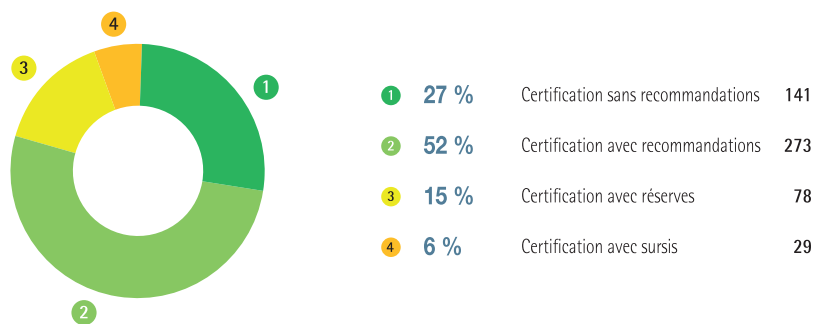 4
3
1
2
1 27 % Certification sans recommandations 141
2 52 % Certification avec recommandations 273
3 15 % Certification avec réserves 78
4 6 % Certification avec sursis 29